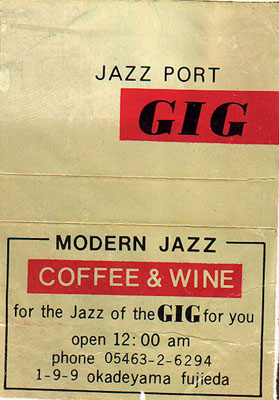 JAZZ PORT
GIG
MODERN JAZZ
COFFEE & WINE
for the Jazz of the GIG for you
open 12:00 am
phone 05463-2-6294
1-9-9 okadeyama fujieda